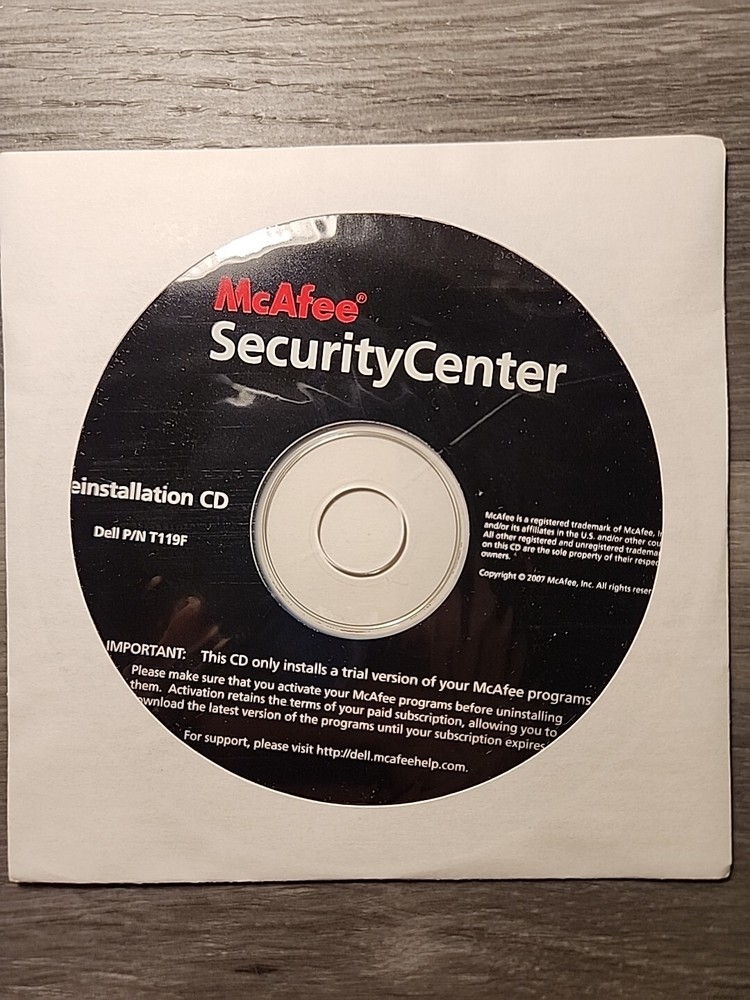 McAfee®
SecurityCenter
einstallation CD
Dell P/N T119F
McAfee is a registered trademark of McAfee, I
and/or its affiliates in the U.S. and/or other cou
All other registered and unregistered tradema
on this CD are the sole property of their respec
owners.
Copyright © 2007 McAfee, Inc. All rights reser
IMPORTANT: This CD only installs a trial version of your McAfee programs
Please make sure that you activate your McAfee programs before uninstalling
them. Activation retains the terms of your paid subscription, allowing you to
ownload the latest version of the programs until your subscription expires
For support, please visit http://dell.mcafeehelp.com.